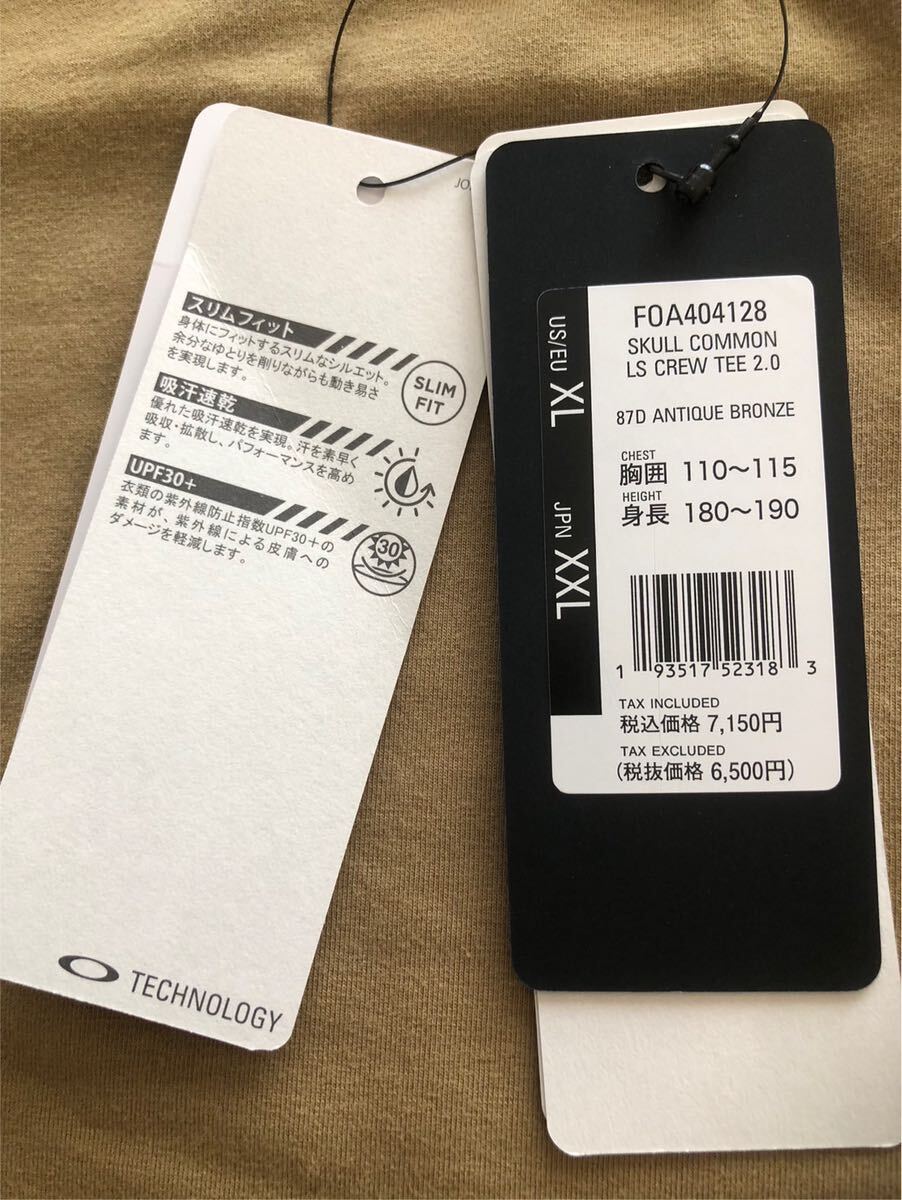 スリムフィット
身体にフィットするスリムなシルエット。
余分なゆとりを削りながらも動き易さ
を実現します。
SLIM
FIT
吸汗速乾
優れた吸汗速乾を実現。汗を素早く
吸収・拡散し、パフォーマンスを高め
ます。
UPF30+
衣類の紫外線防止指数UPF30+の
素材が、紫外線による皮膚への
ダメージを軽減します。
30
TECHNOLOGY
JO
US/EU XL
JPN XXL
FOA404128
SKULL COMMON
LS CREW TEE 2.0
87D ANTIQUE BRONZE
CHEST
胸囲 110～115
HEIGHT
身長 180～190
1 93517 52318 3
TAX INCLUDED
税込価格 7,150円
TAX EXCLUDED
(税抜価格 6,500円)